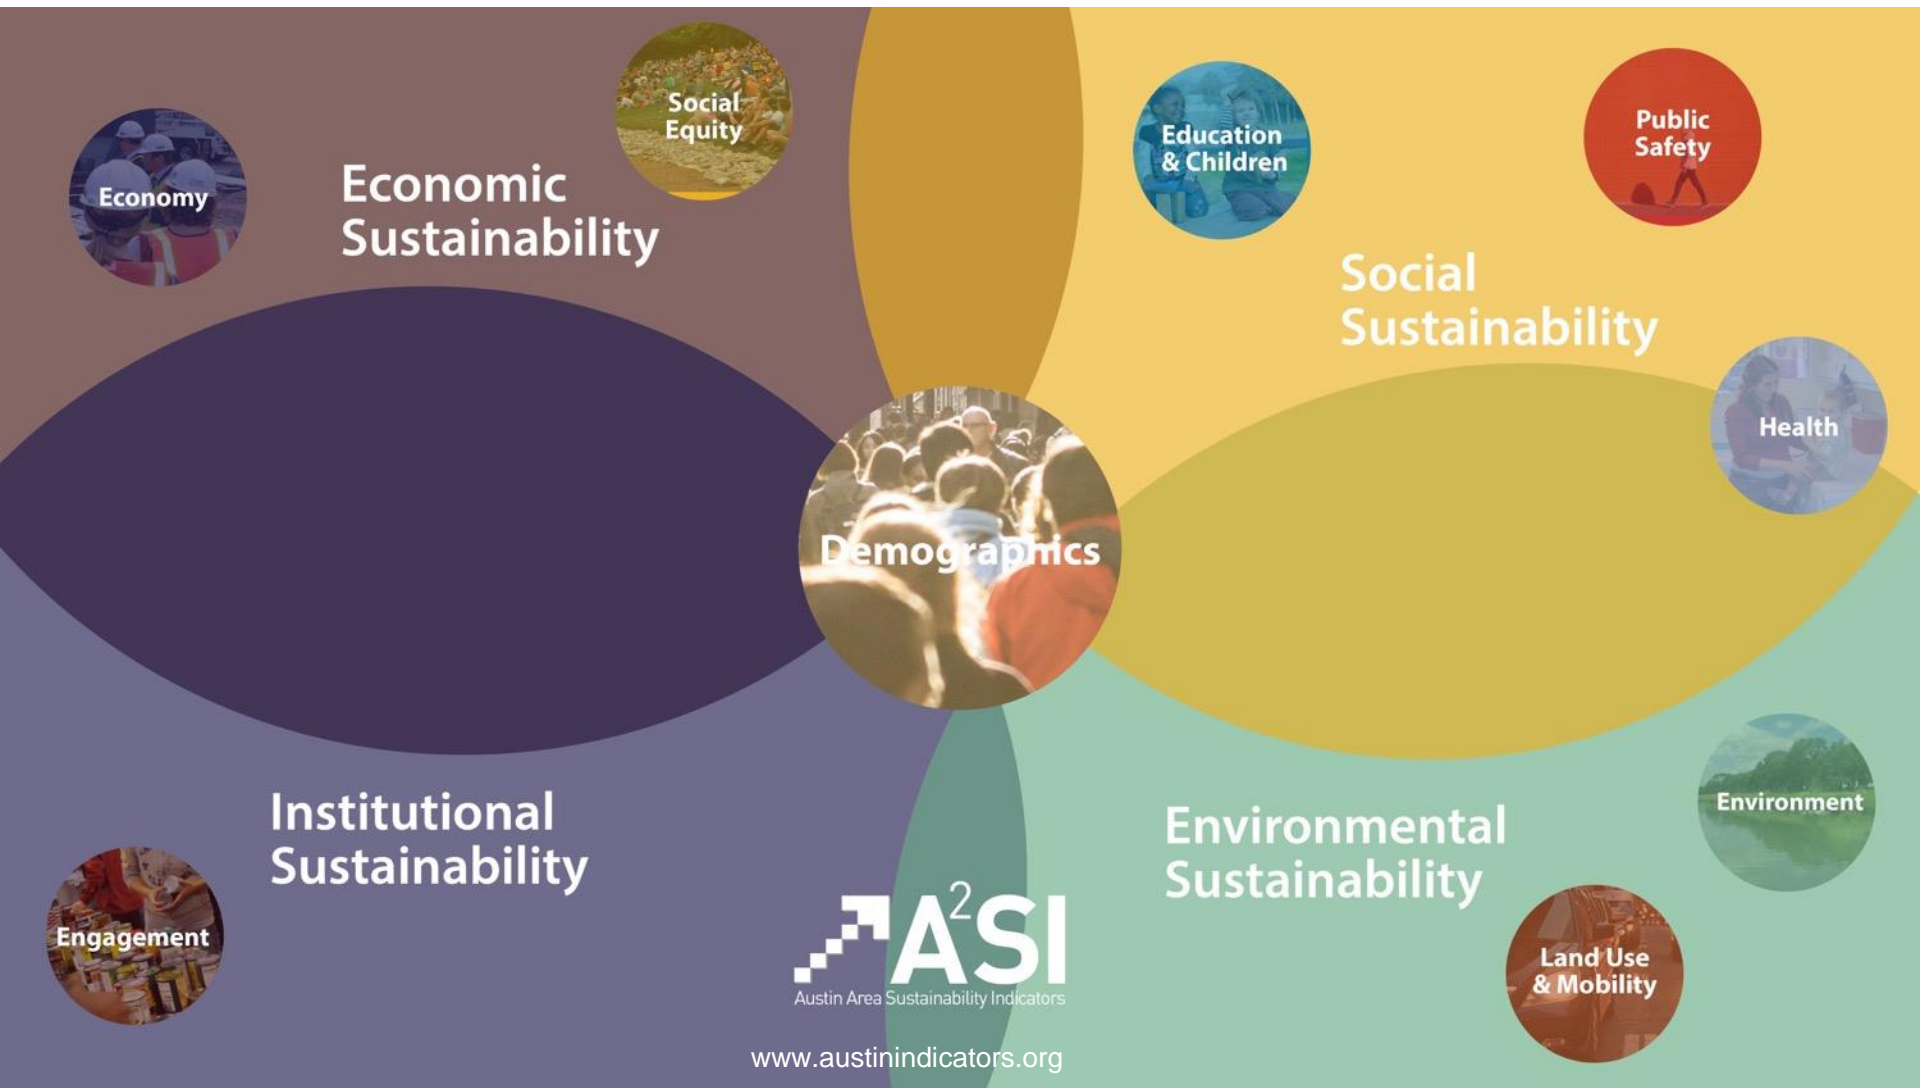 Economy
Economic
Sustainability
Social
Equity
Education
& Children
Public
Safety
Social
Sustainability
Health
Demographics
Institutional
Sustainability
Engagement
Environmental
Sustainability
Environment
Land Use
& Mobility
A²SI
Austin Area Sustainability Indicators
www.austinindicators.org